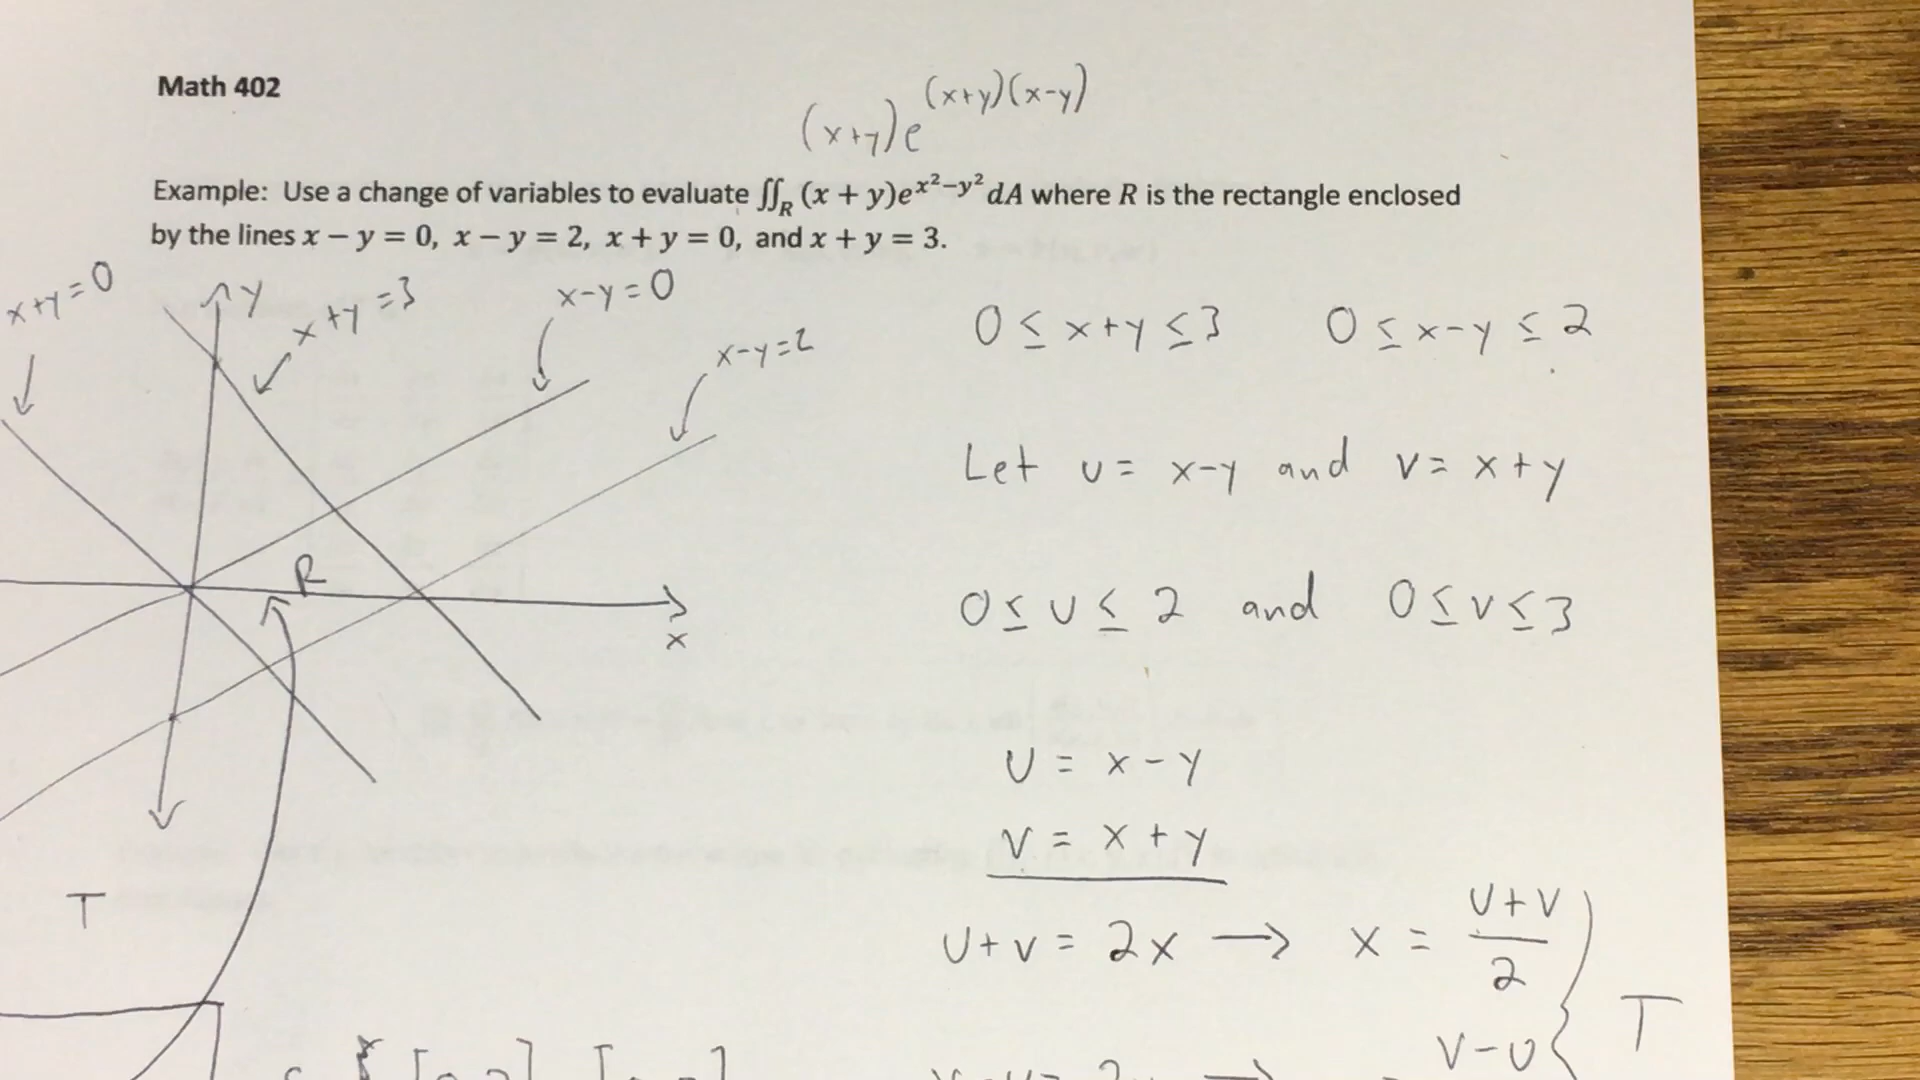 Math 402
(x+y)e^{(x+y)(x-y)}
Example: Use a change of variables to evaluate ∬_R (x + y)e^{x²−y²} dA where R is the rectangle enclosed
by the lines x − y = 0, x − y = 2, x + y = 0, and x + y = 3.
x+y=0
y
x+y=3
x-y=0
x-y=2
0 ≤ x+y ≤ 3 0 ≤ x-y ≤ 2
Let u = x-y and v = x+y
R
x
0 ≤ u ≤ 2 and 0 ≤ v ≤ 3
u = x - y
v = x + y
T
u+v = 2x → x = \frac{u+v}{2}
T
v-u